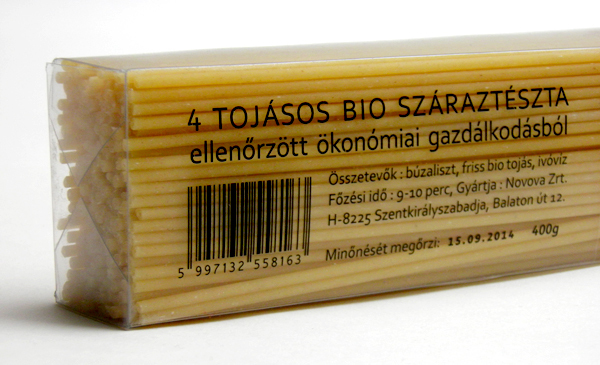 4 TOJÁSOS BIO SZÁRAZTÉSZTA
ellenőrzött ökonómiai gazdálkodásból
Összetevők : búzaliszt, friss bio tojás, ivóvíz
Főzési idő : 9-10 perc, Gyártja : Novova Zrt.
H-8225 Szentkirályszabadja, Balaton út 12.
Minőnését megőrzi: 15.09.2014 400g
5 997132 558163